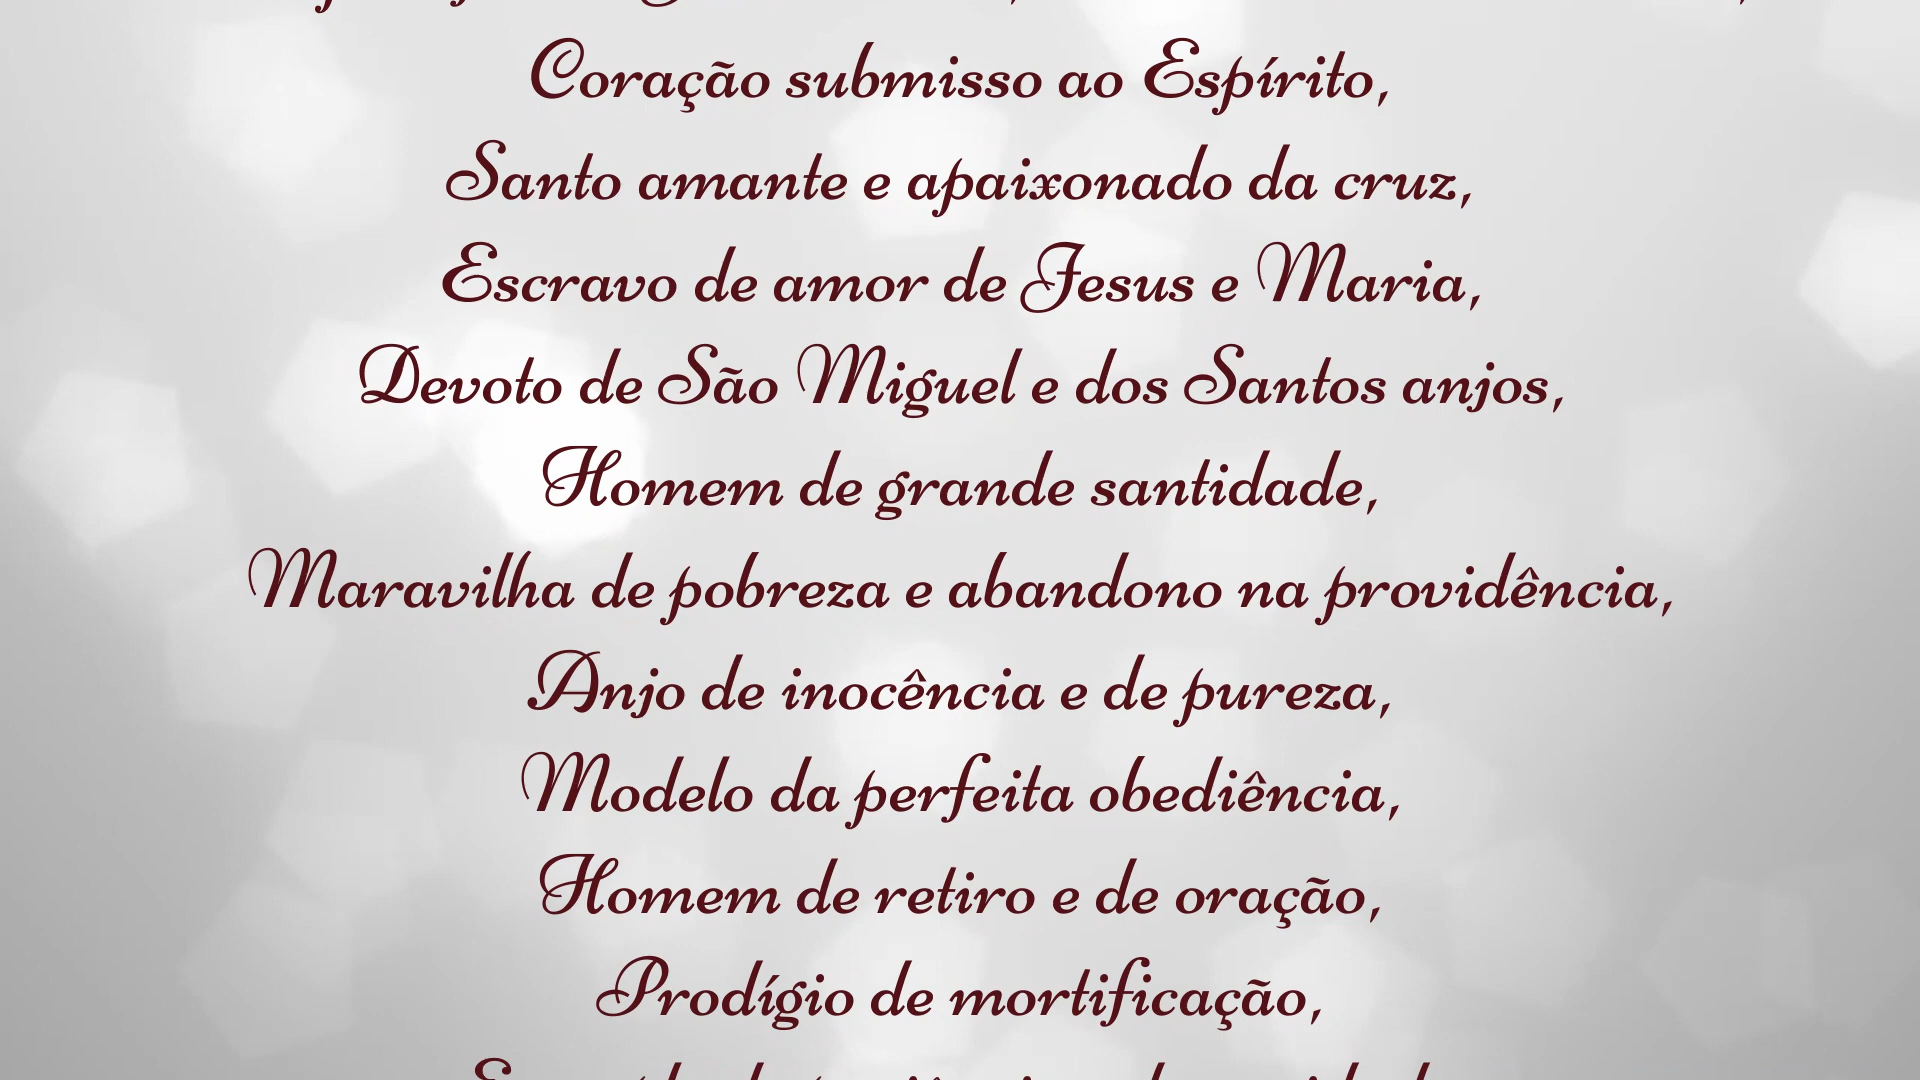 Coração submisso ao Espírito,
Santo amante e apaixonado da cruz,
Escravo de amor de Jesus e Maria,
Devoto de São Miguel e dos Santos anjos,
Homem de grande santidade,
Maravilha de pobreza e abandono na providência,
Anjo de inocência e de pureza,
Modelo da perfeita obediência,
Homem de retiro e de oração,
Prodígio de mortificação,